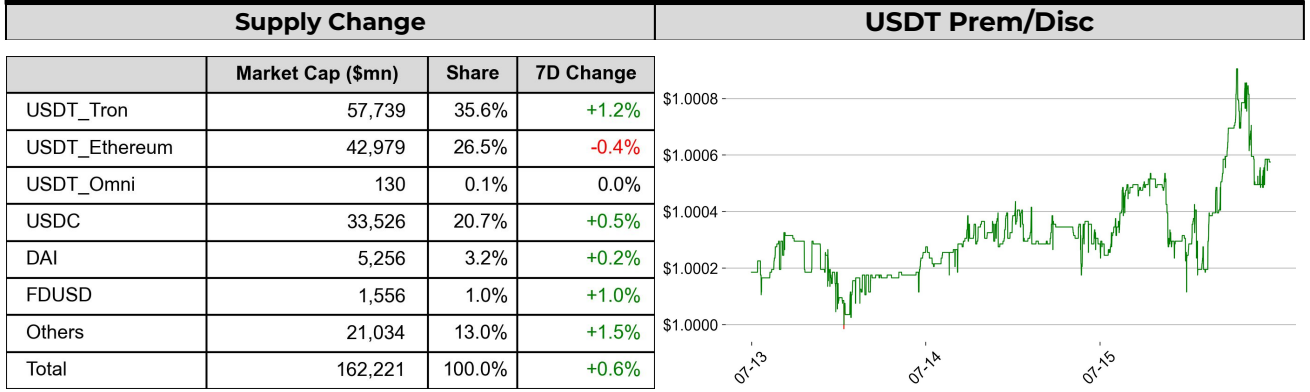 Supply Change
Market Cap ($mn) Share 7D Change
USDT_Tron 57,739 35.6% +1.2%
USDT_Ethereum 42,979 26.5% -0.4%
USDT_Omni 130 0.1% 0.0%
USDC 33,526 20.7% +0.5%
DAI 5,256 3.2% +0.2%
FDUSD 1,556 1.0% +1.0%
Others 21,034 13.0% +1.5%
Total 162,221 100.0% +0.6%
USDT Prem/Disc
$1.0008
$1.0006
$1.0004
$1.0002
$1.0000
07-13 07-14 07-15